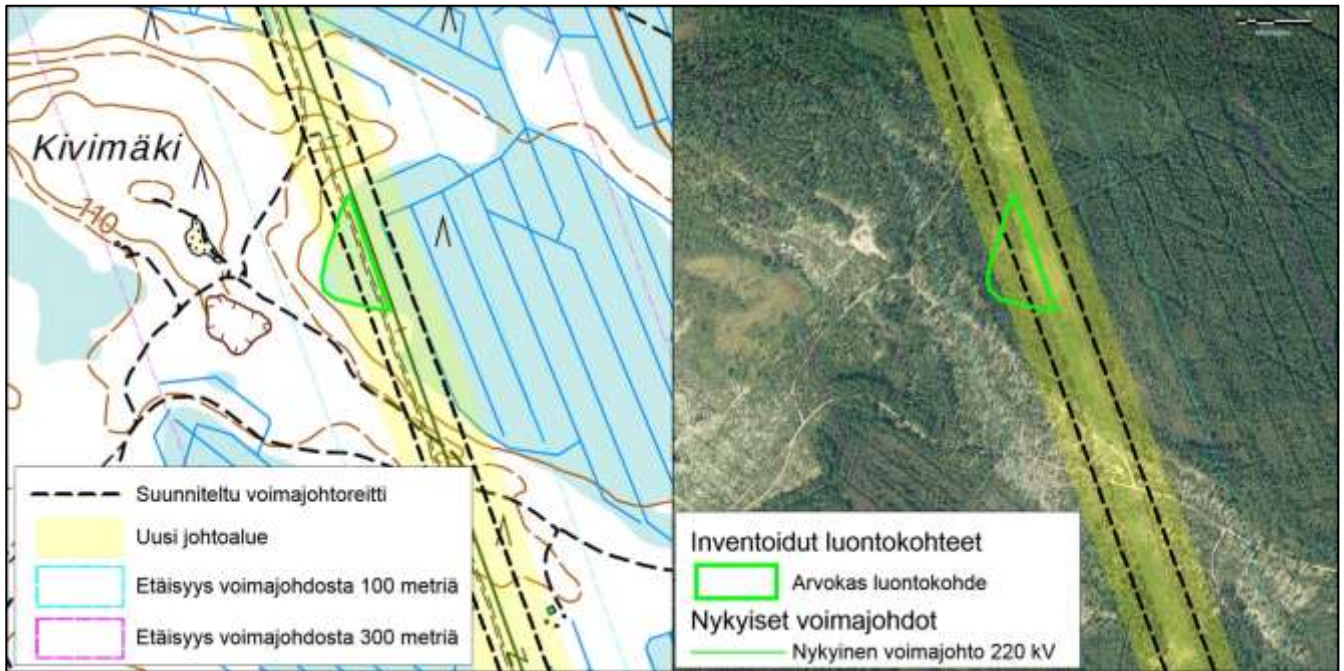 Kivimäki
110
Suunniteltu voimajohtoreitti
Uusi johtoalue
Etäisyys voimajohdosta 100 metriä
Etäisyys voimajohdosta 300 metriä
Inventoidut luontokohteet
Arvokas luontokohde
Nykyiset voimajohdot
Nykyinen voimajohto 220 kV